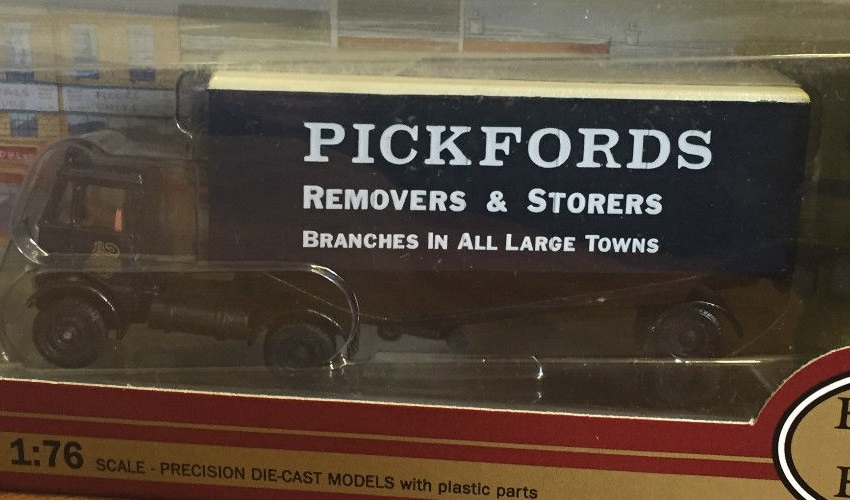 PICKFORDS
REMOVERS & STORERS
BRANCHES IN ALL LARGE TOWNS
1:76 SCALE - PRECISION DIE-CAST MODELS with plastic parts